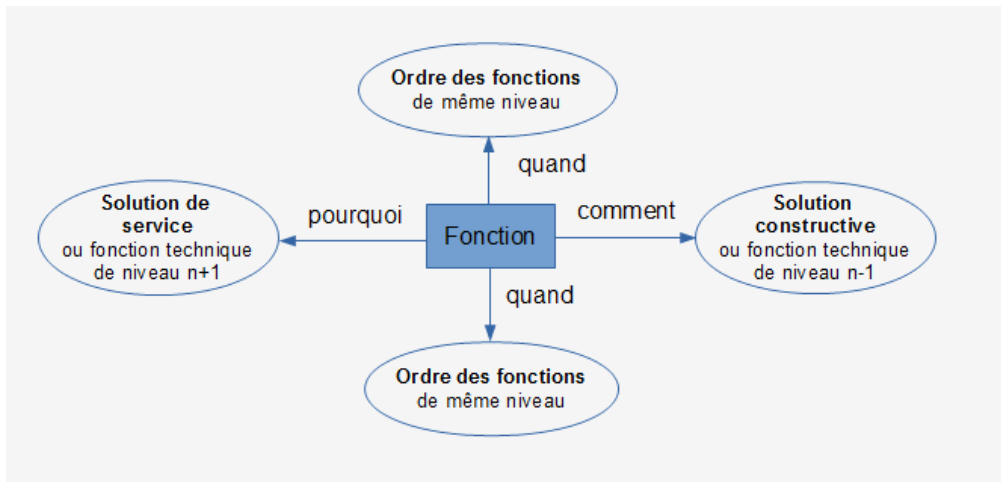 Ordre des fonctions
de même niveau
quand
Solution de
service
ou fonction technique
de niveau n+1
pourquoi
Fonction
comment
Solution
constructive
ou fonction technique
de niveau n-1
quand
Ordre des fonctions
de même niveau